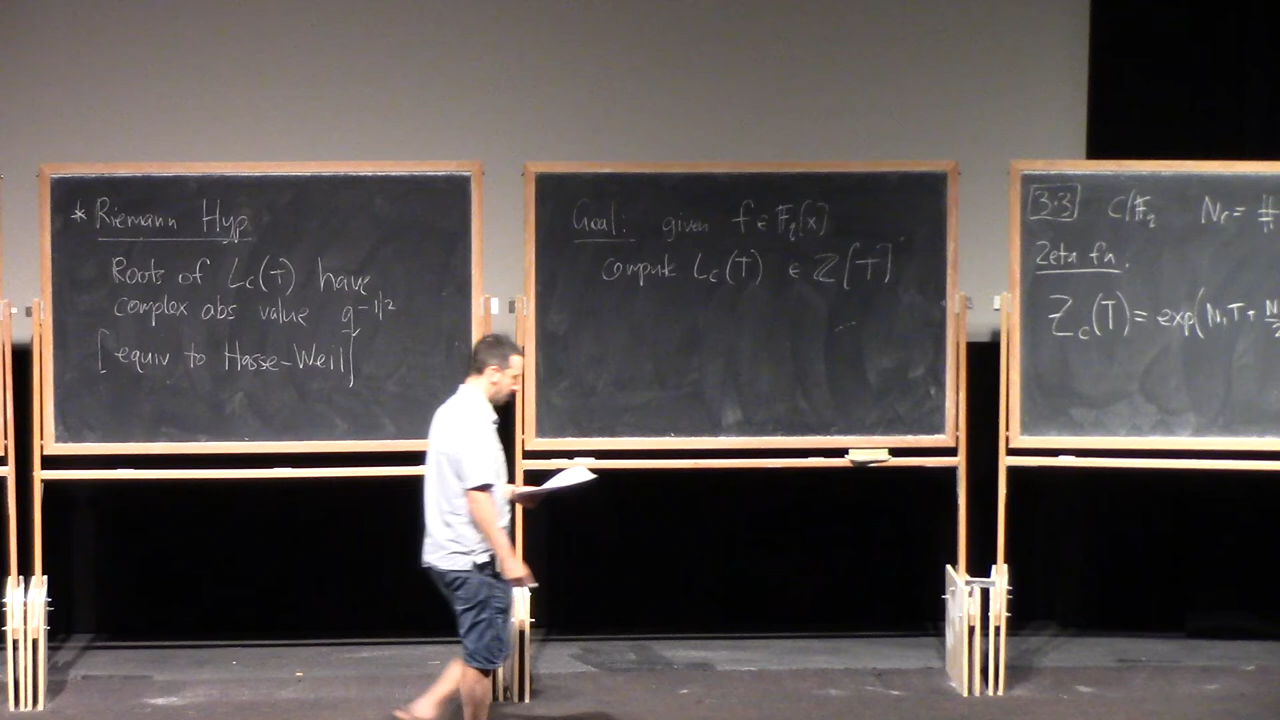 * Riemann Hyp
Roots of L_C(T) have
complex abs value q^{-1/2}
[equiv to Hasse-Weil]
Goal: given f ∈ 𝔽_q[x]
compute L_C(T) ∈ ℤ[T]
3.3 C/𝔽_q N_r = #
Zeta fn.
Z_C(T) = exp(N_1 T + N